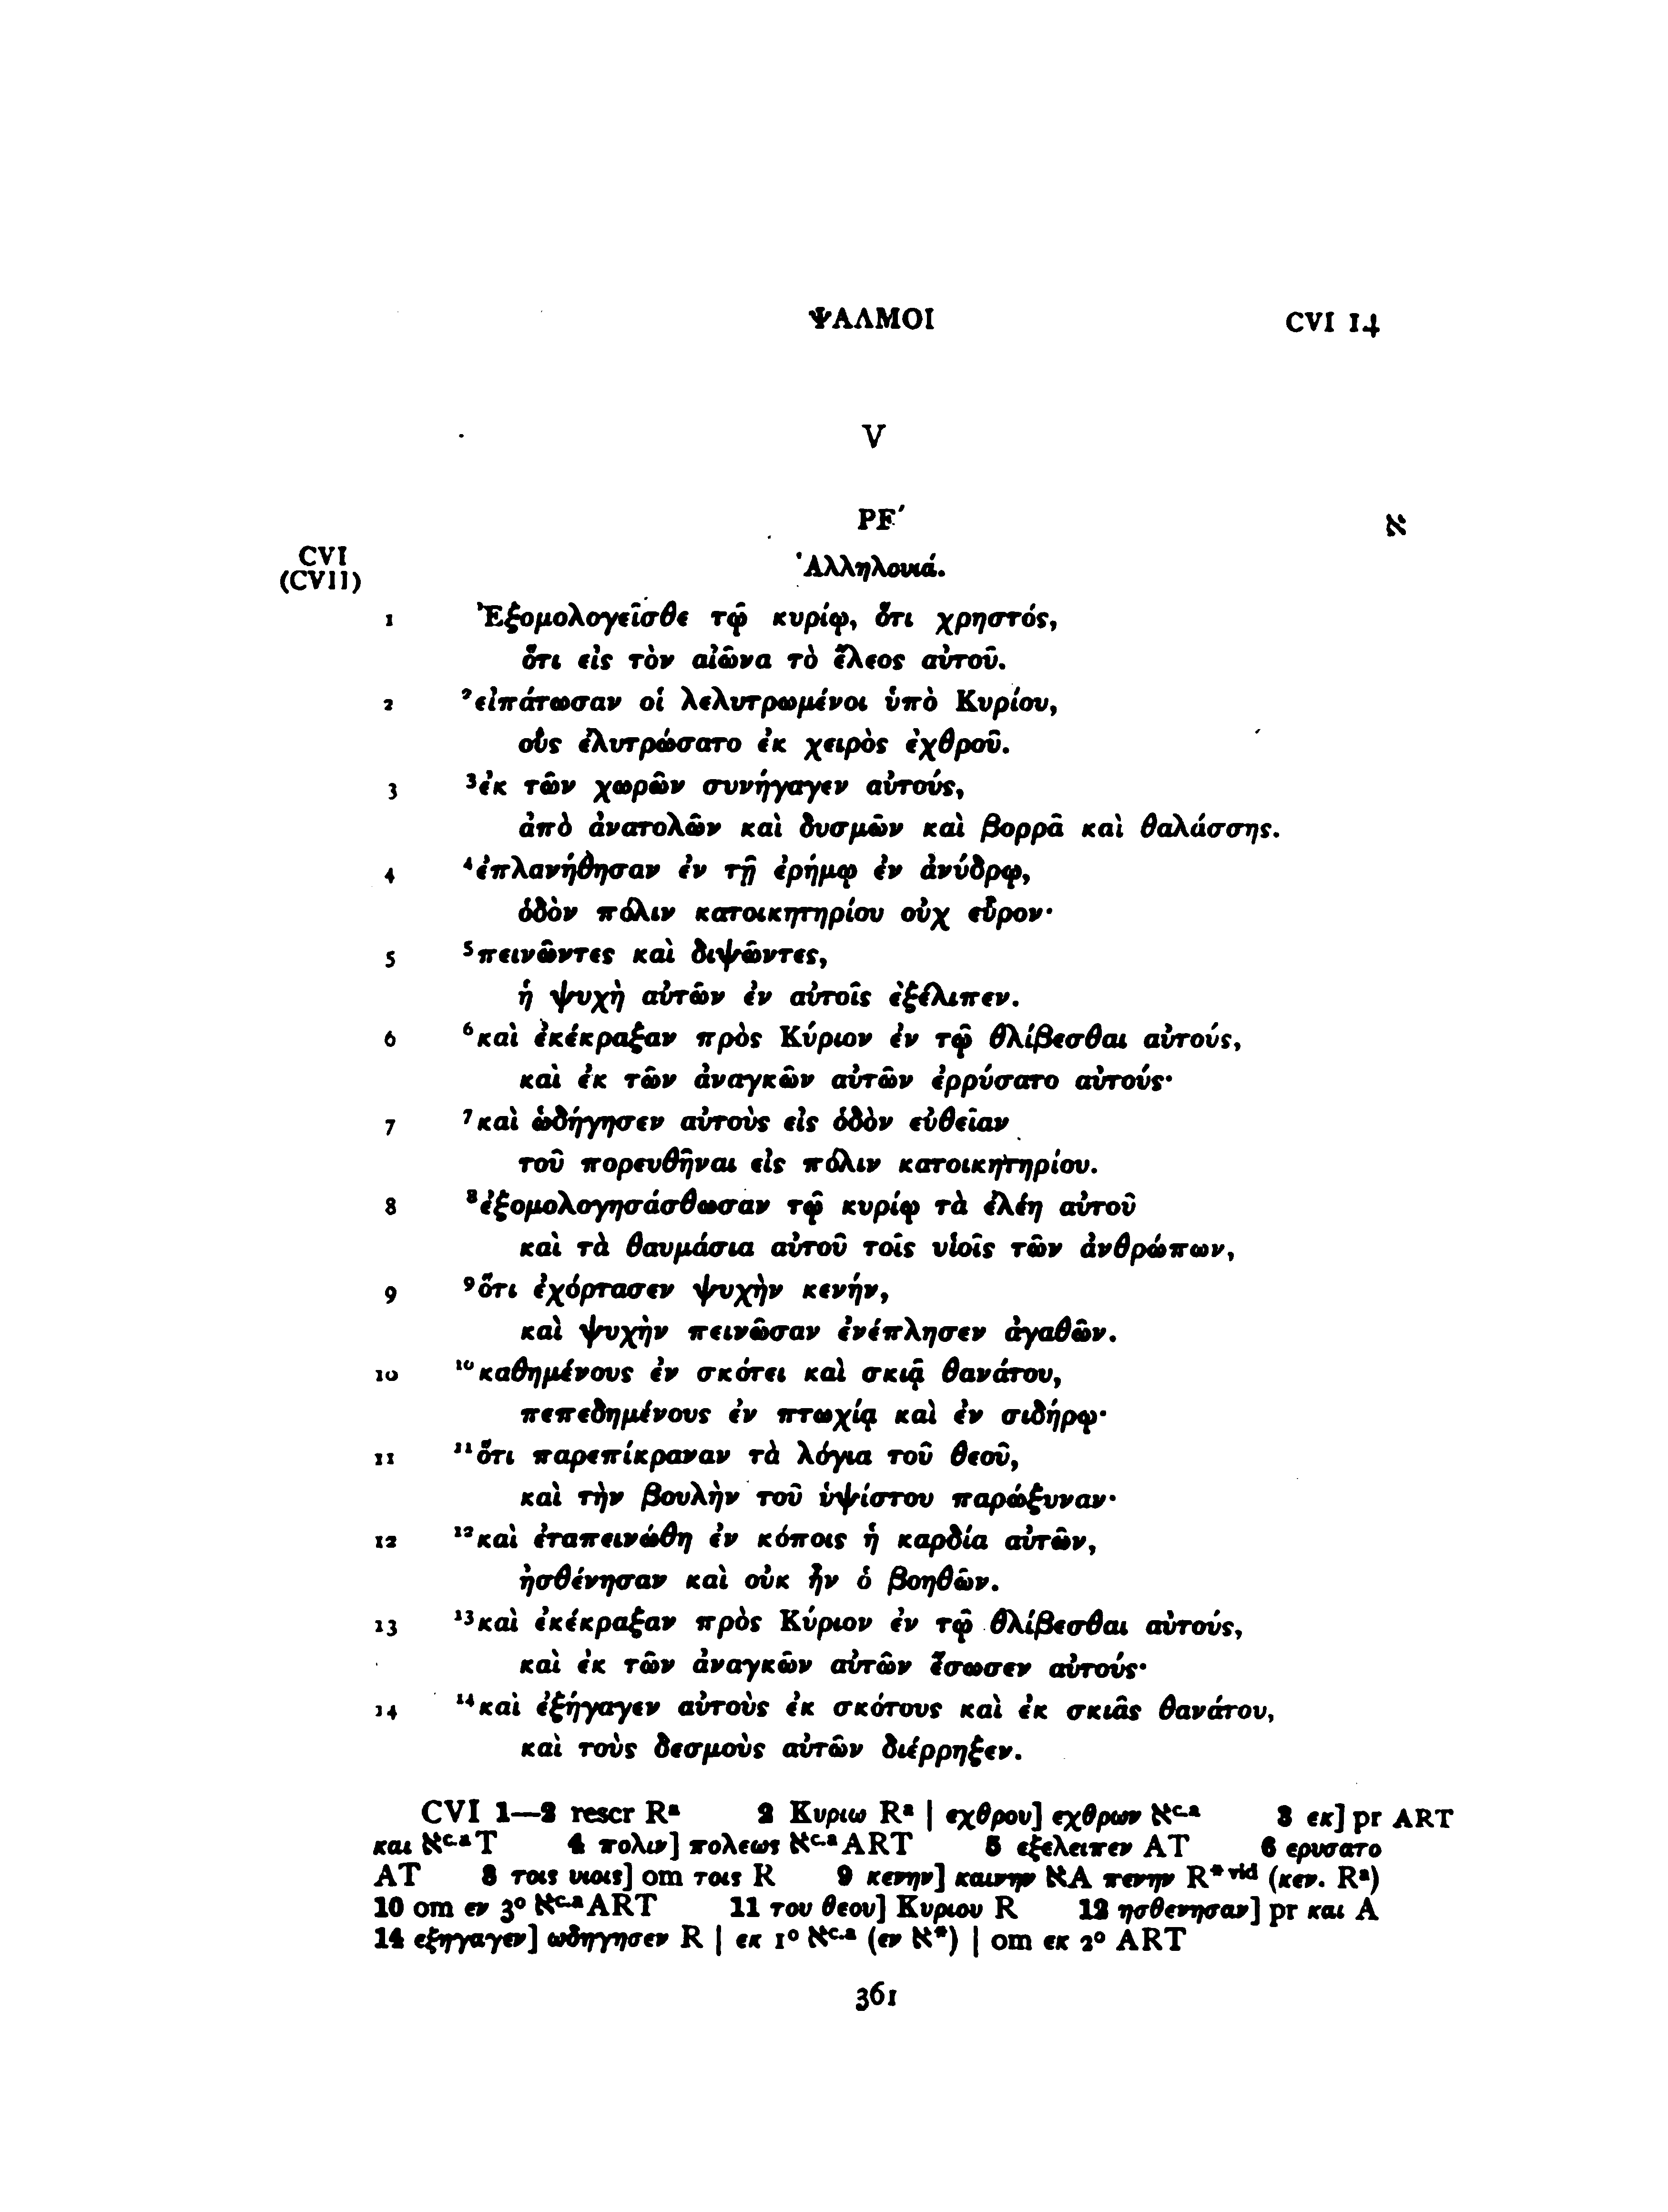 ΨΑΛΜΟΙ CVI 14
V
ΡϜʹ א
CVI
(CVII)
Ἁλληλουιά.
1 Ἐξομολογεῖσθε τῷ κυρίῳ, ὅτι χρηστός,
ὅτι εἰς τὸν αἰῶνα τὸ ἔλεος αὐτοῦ.
2 ²εἰπάτωσαν οἱ λελυτρωμένοι ὑπὸ Κυρίου,
οὓς ἐλυτρώσατο ἐκ χειρὸς ἐχθροῦ.
3 ³ἐκ τῶν χωρῶν συνήγαγεν αὐτούς,
ἀπὸ ἀνατολῶν καὶ δυσμῶν καὶ βορρᾶ καὶ θαλάσσης.
4 ⁴ἐπλανήθησαν ἐν τῇ ἐρήμῳ ἐν ἀνύδρῳ,
ὁδὸν πόλιν κατοικητηρίου οὐχ εὗρον·
5 ⁵πεινῶντες καὶ διψῶντες,
ἡ ψυχὴ αὐτῶν ἐν αὐτοῖς ἐξέλιπεν.
6 ⁶καὶ ἐκέκραξαν πρὸς Κύριον ἐν τῷ θλίβεσθαι αὐτούς,
καὶ ἐκ τῶν ἀναγκῶν αὐτῶν ἐρρύσατο αὐτούς·
7 ⁷καὶ ὡδήγησεν αὐτοὺς εἰς ὁδὸν εὐθεῖαν
τοῦ πορευθῆναι εἰς πόλιν κατοικητηρίου.
8 ⁸ἐξομολογησάσθωσαν τῷ κυρίῳ τὰ ἐλέη αὐτοῦ
καὶ τὰ θαυμάσια αὐτοῦ τοῖς υἱοῖς τῶν ἀνθρώπων,
9 ⁹ὅτι ἐχόρτασεν ψυχὴν κενήν,
καὶ ψυχὴν πεινῶσαν ἐνέπλησεν ἀγαθῶν.
10 ¹⁰καθημένους ἐν σκότει καὶ σκιᾷ θανάτου,
πεπεδημένους ἐν πτωχίᾳ καὶ ἐν σιδήρῳ·
11 ¹¹ὅτι παρεπίκραναν τὰ λόγια τοῦ θεοῦ,
καὶ τὴν βουλὴν τοῦ ὑψίστου παρώξυναν·
12 ¹²καὶ ἐταπεινώθη ἐν κόποις ἡ καρδία αὐτῶν,
ἠσθένησαν καὶ οὐκ ἦν ὁ βοηθῶν.
13 ¹³καὶ ἐκέκραξαν πρὸς Κύριον ἐν τῷ θλίβεσθαι αὐτούς,
καὶ ἐκ τῶν ἀναγκῶν αὐτῶν ἔσωσεν αὐτούς·
14 ¹⁴καὶ ἐξήγαγεν αὐτοὺς ἐκ σκότους καὶ ἐκ σκιᾶς θανάτου,
καὶ τοὺς δεσμοὺς αὐτῶν διέρρηξεν.
CVI 1—2 rescr Rᵃ 2 Κυριω Rᵃ | εχθρου] εχθρων אᶜ·ᵃ 3 εκ] pr ART
και אᶜ·ᵃT 4 πολιν] πολεως אᶜ·ᵃART 5 εξελειπεν AT 6 ερυσατο
AT 8 τοις υιοις] om τοις R 9 κενην] καινην אA πενην R*ᵛⁱᵈ (κεν. Rᵃ)
10 om εν 3° אᶜ·ᵃART 11 του θεου] Κυριου R 12 ησθενησαν] pr και A
14 εξηγαγεν] ωδηγησεν R | εκ 1° אᶜ·ᵃ (εν א*) | om εκ 2° ART
361